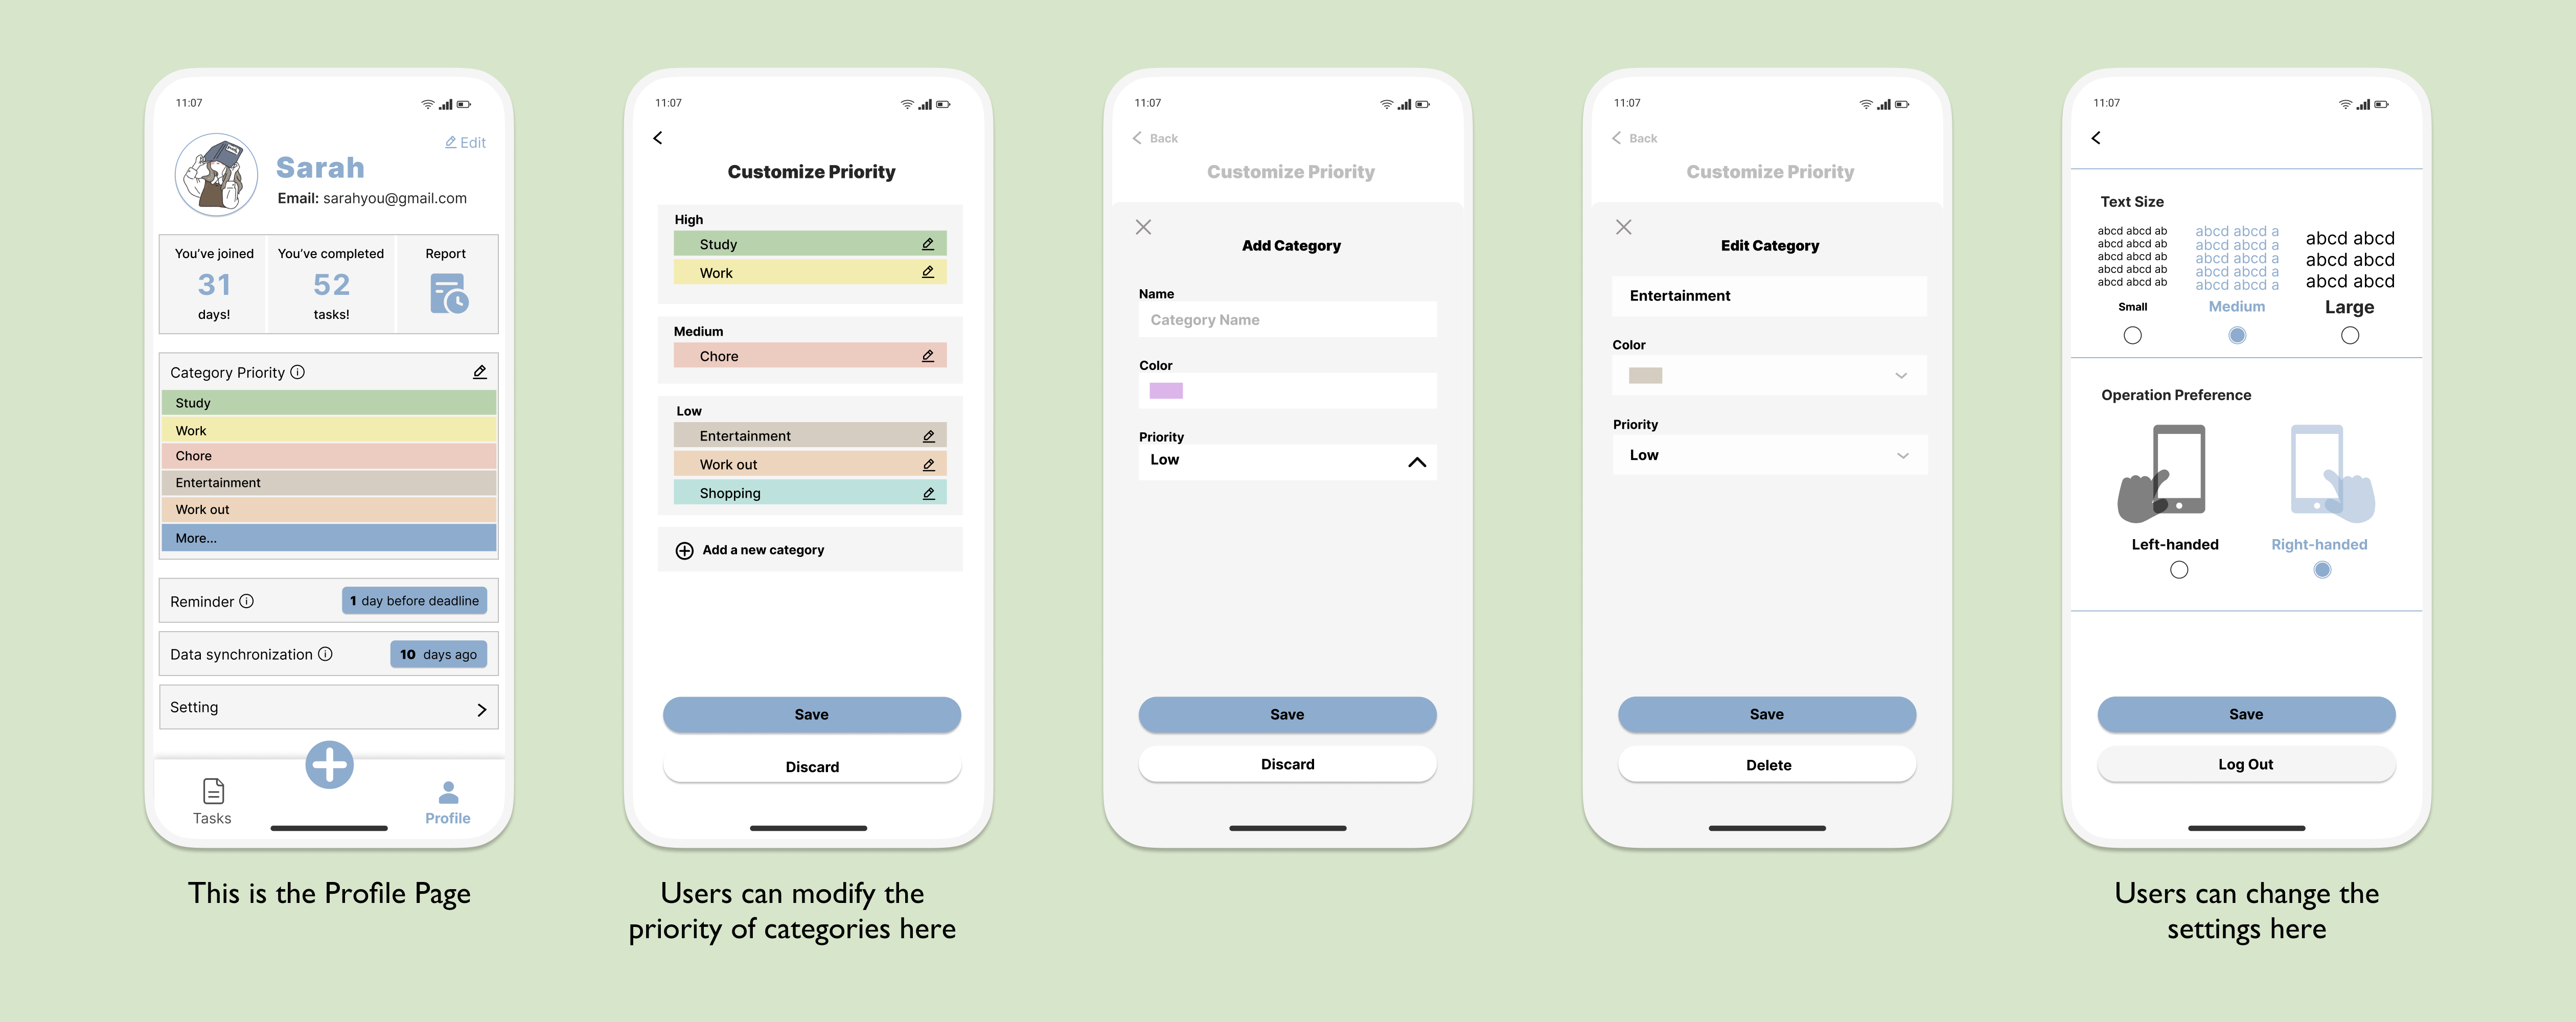 11:07
Edit
Sarah
Email: sarahyou@gmail.com
You've joined
31
days!
You've completed
52
tasks!
Report
Category Priority
Study
Work
Chore
Entertainment
Work out
More...
Reminder
1 day before deadline
Data synchronization
10 days ago
Setting
Tasks
Profile
This is the Profile Page
11:07
Customize Priority
High
Study
Work
Medium
Chore
Low
Entertainment
Work out
Shopping
Add a new category
Save
Discard
Users can modify the
priority of categories here
11:07
Back
Customize Priority
Add Category
Name
Category Name
Color
Priority
Low
Save
Discard
11:07
Back
Customize Priority
Edit Category
Entertainment
Color
Priority
Low
Save
Delete
11:07
Text Size
abcd abcd ab
abcd abcd ab
abcd abcd ab
abcd abcd ab
abcd abcd ab
Small
abcd abcd a
abcd abcd a
abcd abcd a
abcd abcd a
abcd abcd a
Medium
abcd abcd
abcd abcd
abcd abcd
Large
Operation Preference
Left-handed
Right-handed
Save
Log Out
Users can change the
settings here